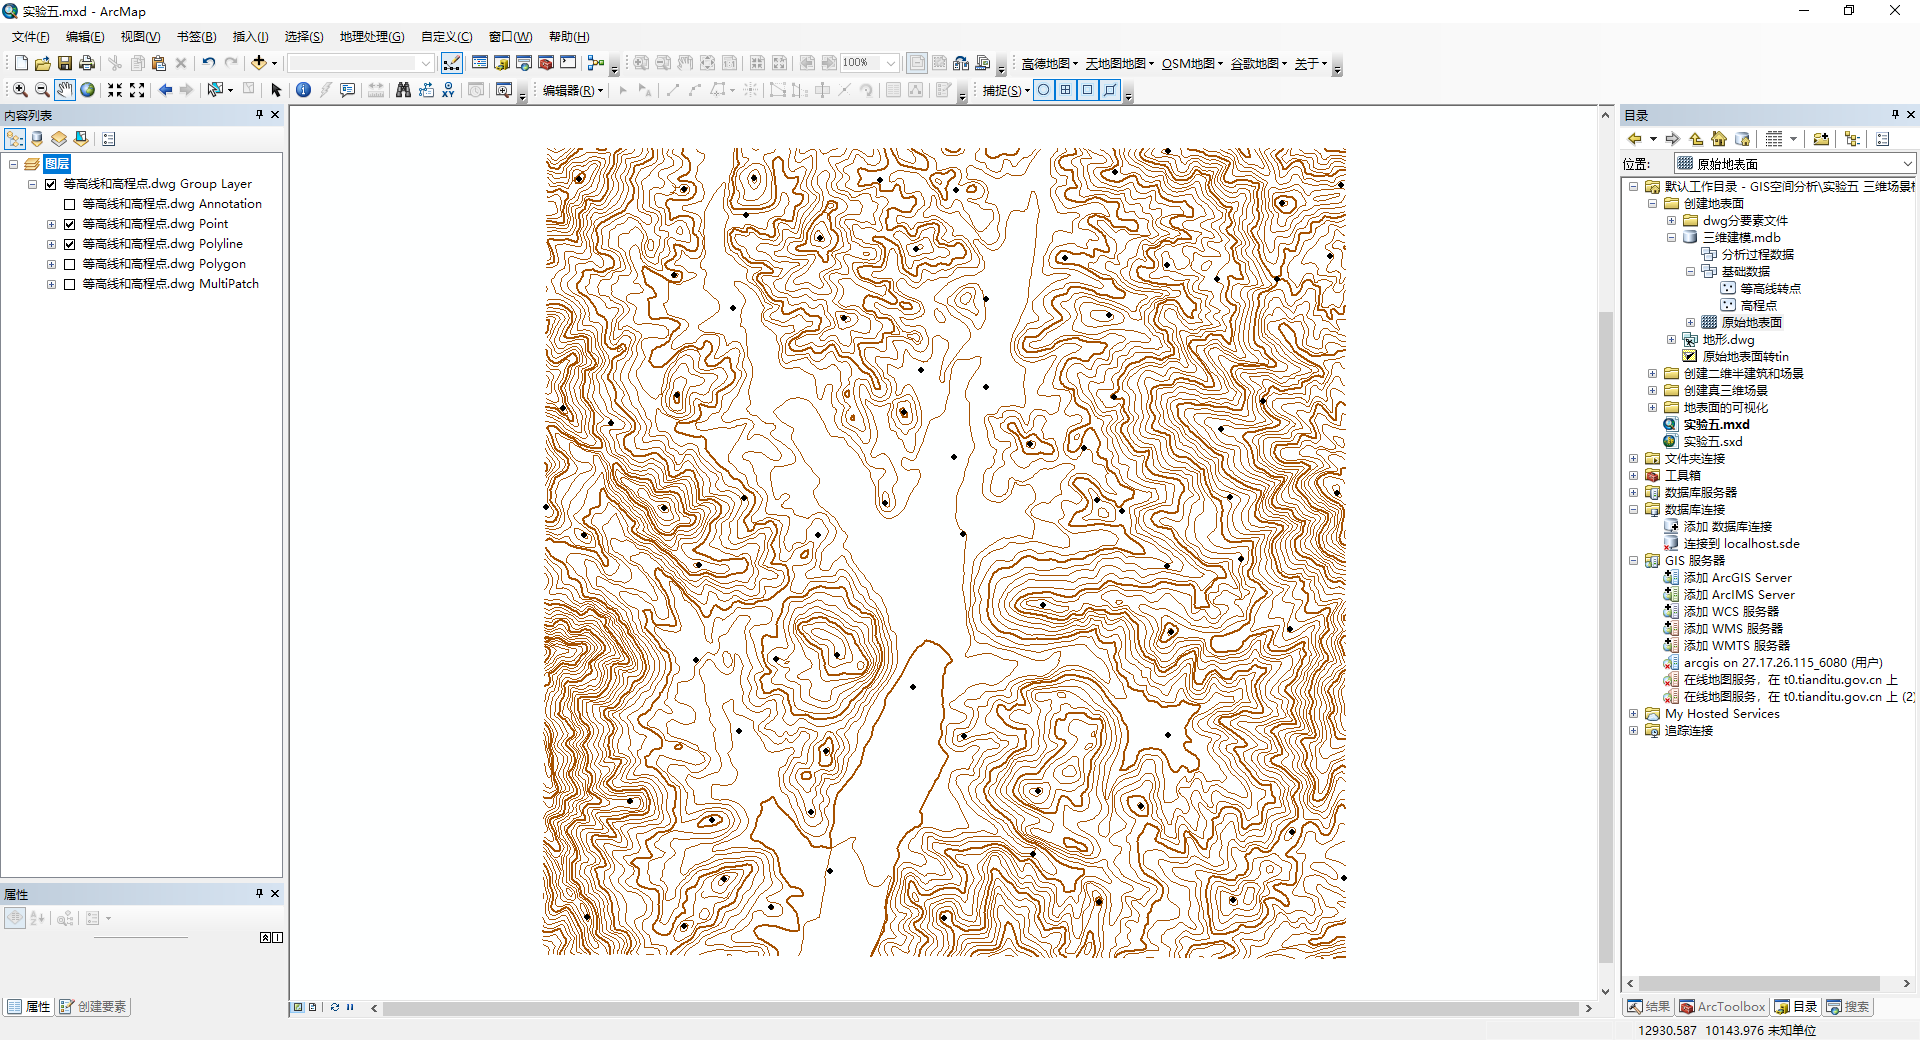 实验五.mxd - ArcMap
文件(F) 编辑(E) 视图(V) 书签(B) 插入(I) 选择(S) 地理处理(G) 自定义(C) 窗口(W) 帮助(H)
100% 高德地图 天地图地图 OSM地图 谷歌地图 关于
编辑器(R) 捕捉(S)
内容列表
图层
等高线和高程点.dwg Group Layer
等高线和高程点.dwg Annotation
等高线和高程点.dwg Point
等高线和高程点.dwg Polyline
等高线和高程点.dwg Polygon
等高线和高程点.dwg MultiPatch
属性
属性 创建要素
目录
位置: 原始地表面
默认工作目录 - GIS空间分析\实验五 三维场景
创建地表面
dwg分要素文件
三维建模.mdb
分析过程数据
基础数据
等高线转点
高程点
原始地表面
地形.dwg
原始地表面转tin
创建二维半建筑和场景
创建真三维场景
地表面的可视化
实验五.mxd
实验五.sxd
文件夹连接
工具箱
数据库服务器
数据库连接
添加 数据库连接
连接到 localhost.sde
GIS 服务器
添加 ArcGIS Server
添加 ArcIMS Server
添加 WCS 服务器
添加 WMS 服务器
添加 WMTS 服务器
arcgis on 27.17.26.115_6080 (用户)
在线地图服务，在 t0.tianditu.gov.cn 上
在线地图服务，在 t0.tianditu.gov.cn 上 (2)
My Hosted Services
追踪连接
结果 ArcToolbox 目录 搜索
12930.587 10143.976 未知单位